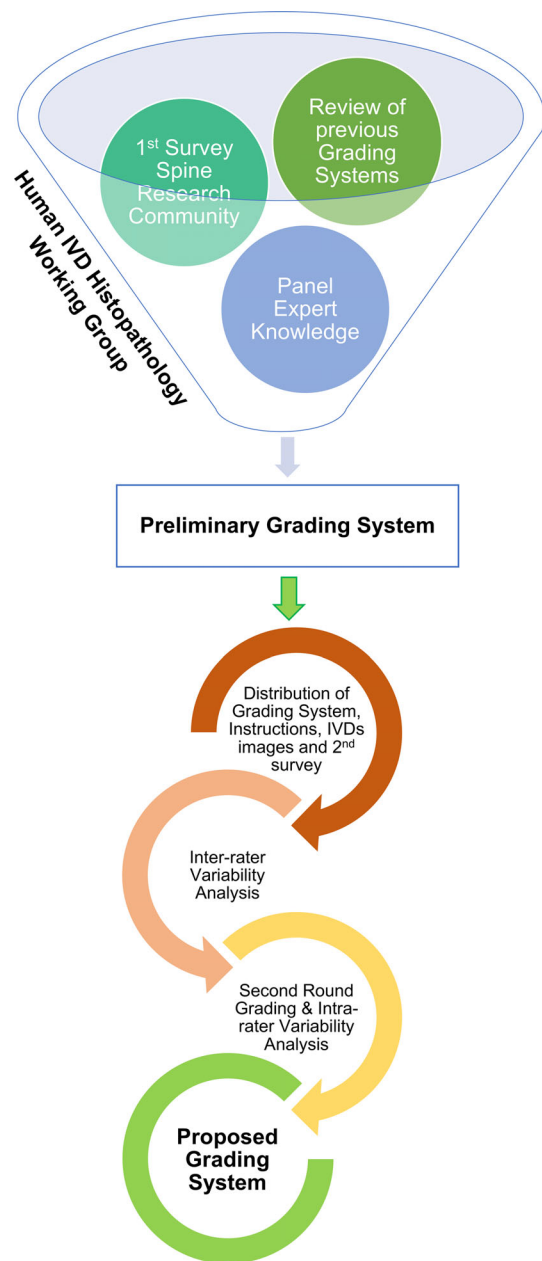 Review of
previous
Grading
Systems
1st Survey
Spine
Research
Community
Panel
Expert
Knowledge
Human IVD Histopathology
Working Group
Preliminary Grading System
Distribution of
Grading System,
Instructions, IVDs
images and 2nd
survey
Inter-rater
Variability
Analysis
Second Round
Grading & Intra-
rater Variability
Analysis
Proposed
Grading
System